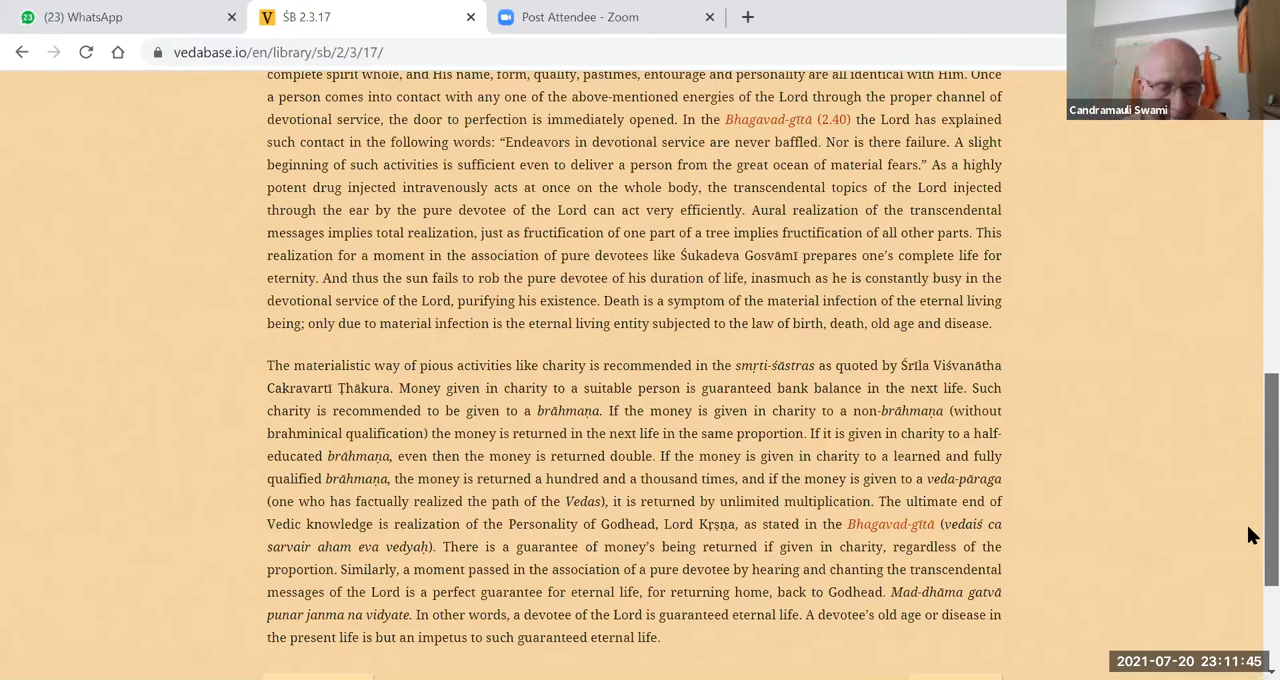 23 (23) WhatsApp
V ŚB 2.3.17
Post Attendee - Zoom
vedabase.io/en/library/sb/2/3/17/
Candramauli Swami
complete spirit whole, and His name, form, quality, pastimes, entourage and personality are all identical with Him. Once
a person comes into contact with any one of the above-mentioned energies of the Lord through the proper channel of
devotional service, the door to perfection is immediately opened. In the Bhagavad-gītā (2.40) the Lord has explained
such contact in the following words: “Endeavors in devotional service are never baffled. Nor is there failure. A slight
beginning of such activities is sufficient even to deliver a person from the great ocean of material fears.” As a highly
potent drug injected intravenously acts at once on the whole body, the transcendental topics of the Lord injected
through the ear by the pure devotee of the Lord can act very efficiently. Aural realization of the transcendental
messages implies total realization, just as fructification of one part of a tree implies fructification of all other parts. This
realization for a moment in the association of pure devotees like Śukadeva Gosvāmī prepares one’s complete life for
eternity. And thus the sun fails to rob the pure devotee of his duration of life, inasmuch as he is constantly busy in the
devotional service of the Lord, purifying his existence. Death is a symptom of the material infection of the eternal living
being; only due to material infection is the eternal living entity subjected to the law of birth, death, old age and disease.
The materialistic way of pious activities like charity is recommended in the smṛti-śāstras as quoted by Śrīla Viśvanātha
Cakravartī Ṭhākura. Money given in charity to a suitable person is guaranteed bank balance in the next life. Such
charity is recommended to be given to a brāhmaṇa. If the money is given in charity to a non-brāhmaṇa (without
brahminical qualification) the money is returned in the next life in the same proportion. If it is given in charity to a half-
educated brāhmaṇa, even then the money is returned double. If the money is given in charity to a learned and fully
qualified brāhmaṇa, the money is returned a hundred and a thousand times, and if the money is given to a veda-pāraga
(one who has factually realized the path of the Vedas), it is returned by unlimited multiplication. The ultimate end of
Vedic knowledge is realization of the Personality of Godhead, Lord Kṛṣṇa, as stated in the Bhagavad-gītā (vedaiś ca
sarvair aham eva vedyaḥ). There is a guarantee of money’s being returned if given in charity, regardless of the
proportion. Similarly, a moment passed in the association of a pure devotee by hearing and chanting the transcendental
messages of the Lord is a perfect guarantee for eternal life, for returning home, back to Godhead. Mad-dhāma gatvā
punar janma na vidyate. In other words, a devotee of the Lord is guaranteed eternal life. A devotee’s old age or disease in
the present life is but an impetus to such guaranteed eternal life.
2021-07-20 23:11:45